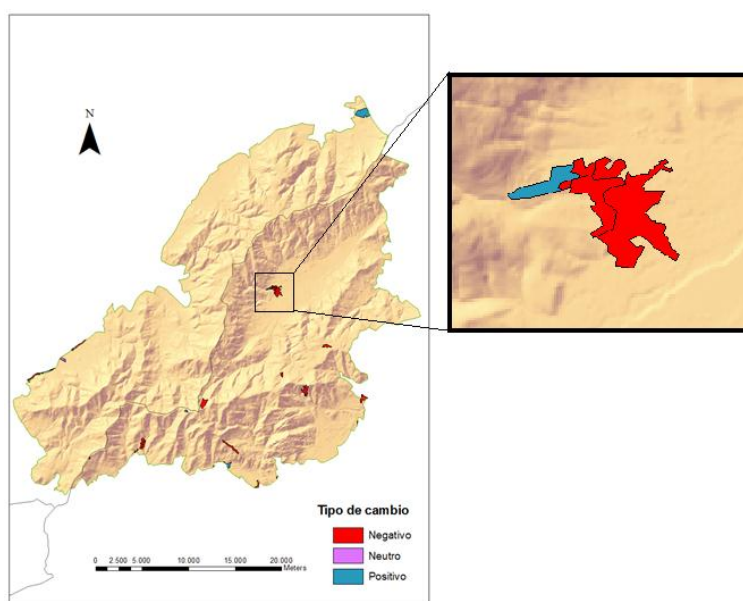 N
Tipo de cambio
Negativo
Neutro
Positivo
0 2.500 5.000 10.000 15.000 20.000
Meters